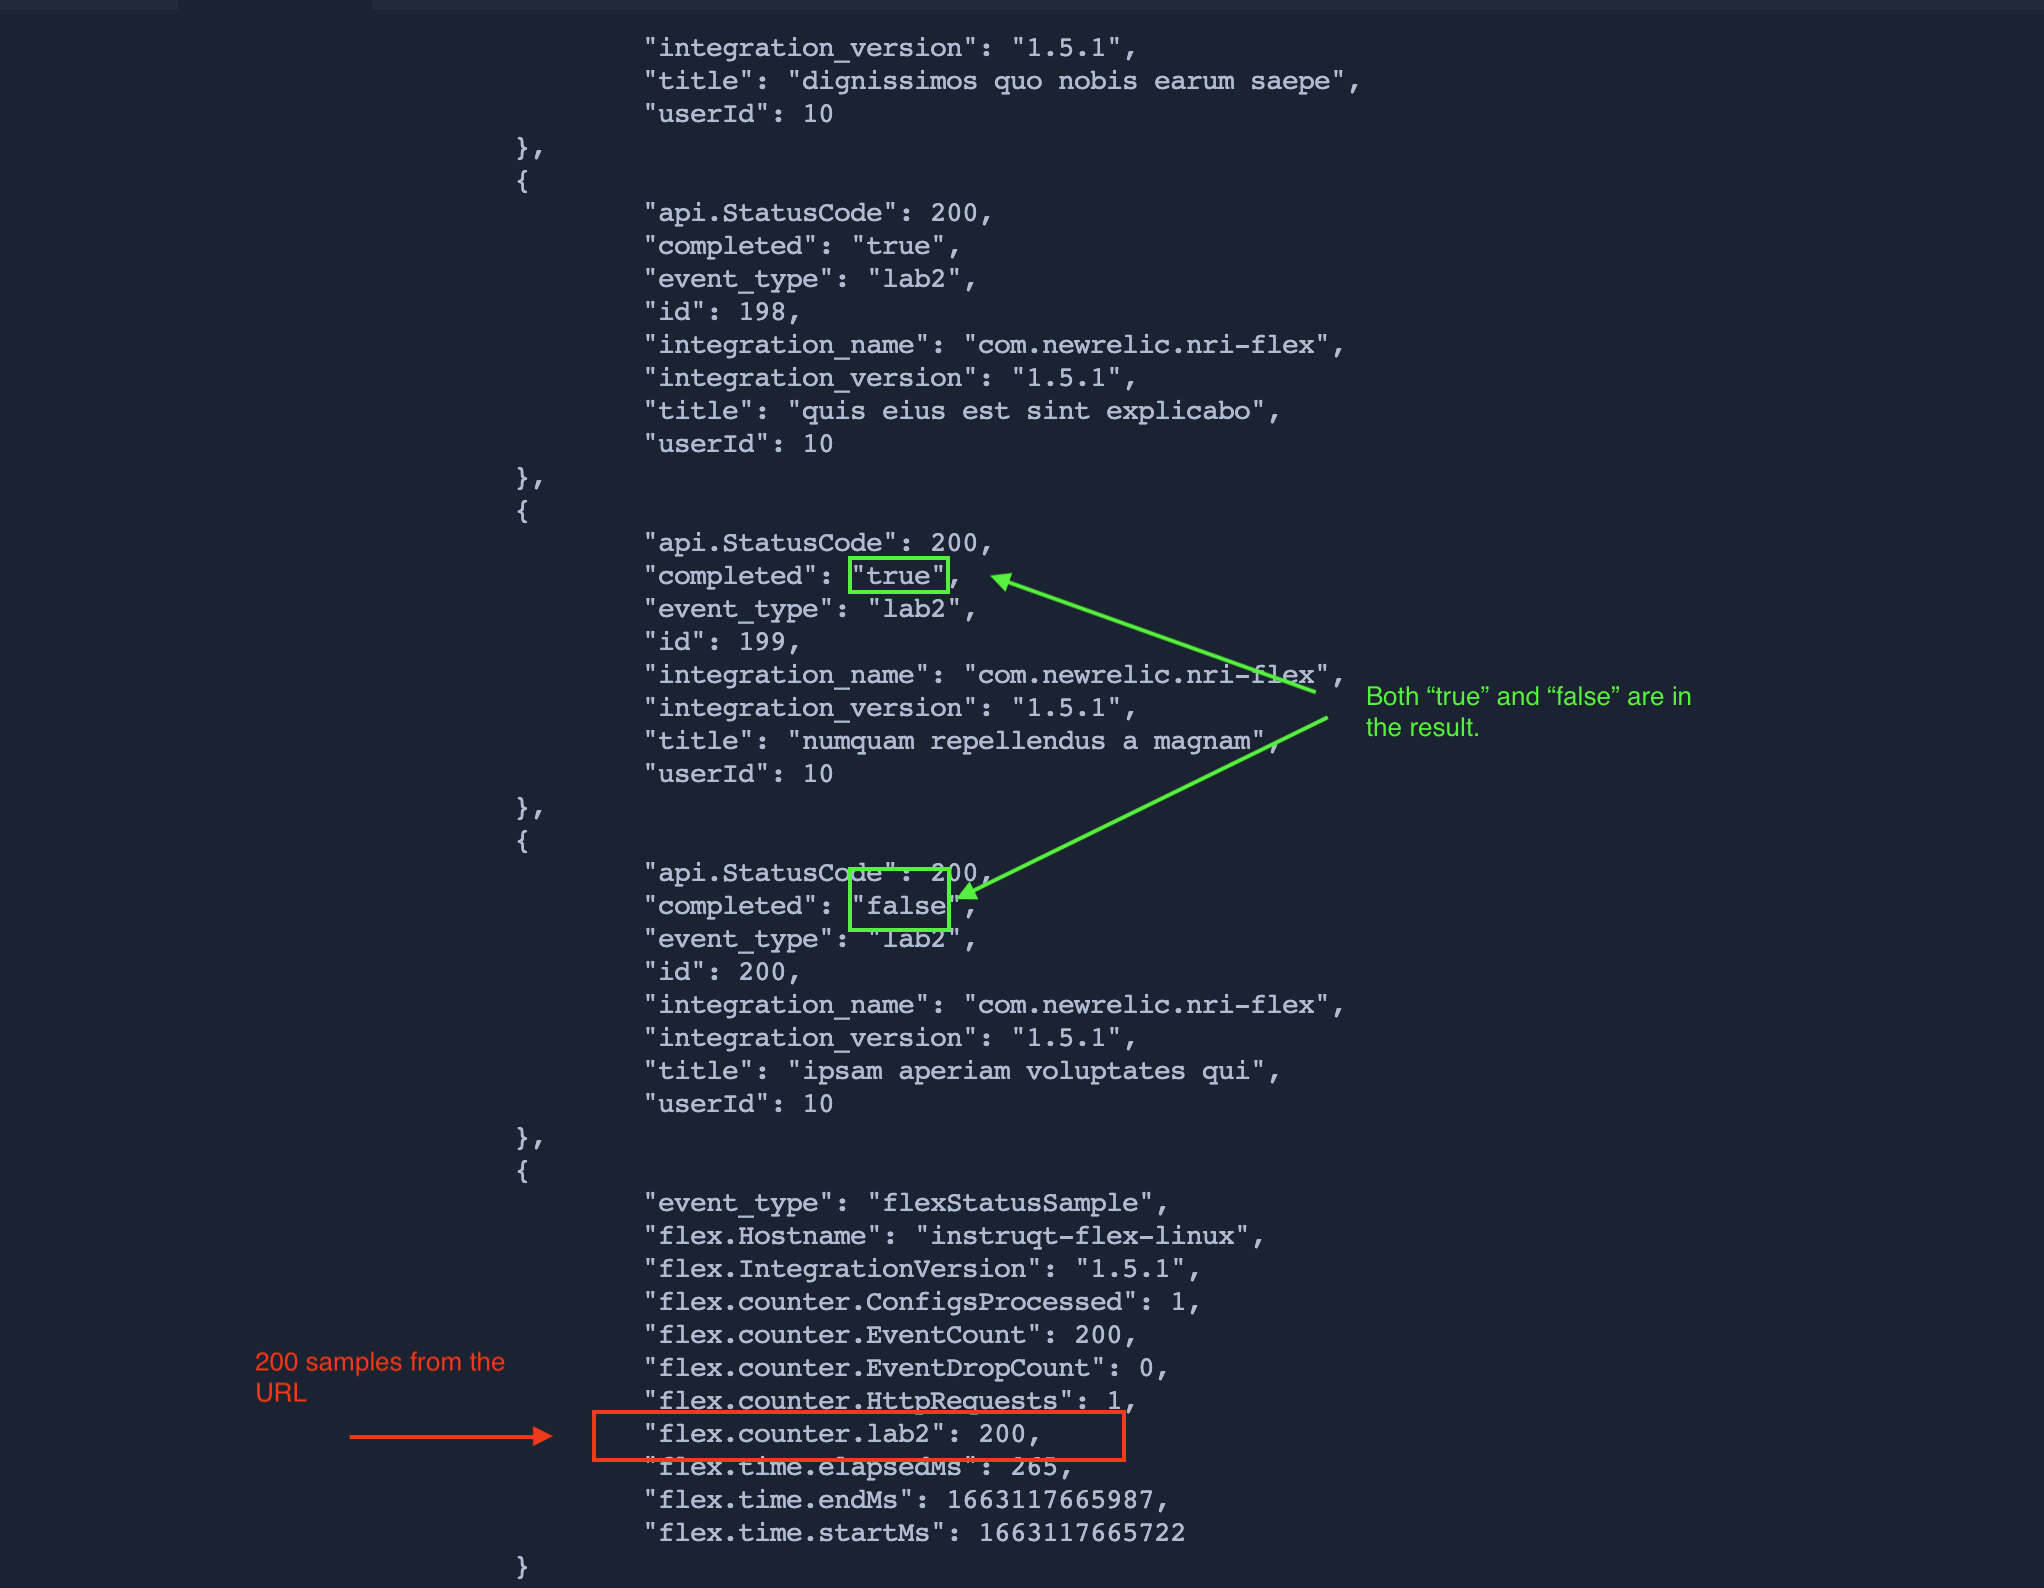 "integration_version": "1.5.1",
"title": "dignissimos quo nobis earum saepe",
"userId": 10
},
{
"api.StatusCode": 200,
"completed": "true",
"event_type": "lab2",
"id": 198,
"integration_name": "com.newrelic.nri-flex",
"integration_version": "1.5.1",
"title": "quis eius est sint explicabo",
"userId": 10
},
{
"api.StatusCode": 200,
"completed": "true",
"event_type": "lab2",
"id": 199,
"integration_name": "com.newrelic.nri-flex",
"integration_version": "1.5.1",
"title": "numquam repellendus a magnam",
"userId": 10
},
{
Both “true” and “false” are in
the result.
"api.StatusCode": 200,
"completed": "false",
"event_type": "lab2",
"id": 200,
"integration_name": "com.newrelic.nri-flex",
"integration_version": "1.5.1",
"title": "ipsam aperiam voluptates qui",
"userId": 10
},
{
"event_type": "flexStatusSample",
"flex.Hostname": "instruqt-flex-linux",
"flex.IntegrationVersion": "1.5.1",
"flex.counter.ConfigsProcessed": 1,
"flex.counter.EventCount": 200,
"flex.counter.EventDropCount": 0,
"flex.counter.HttpRequests": 1,
"flex.counter.lab2": 200,
"flex.time.elapsedMs": 265,
"flex.time.endMs": 1663117665987,
"flex.time.startMs": 1663117665722
}
200 samples from the
URL